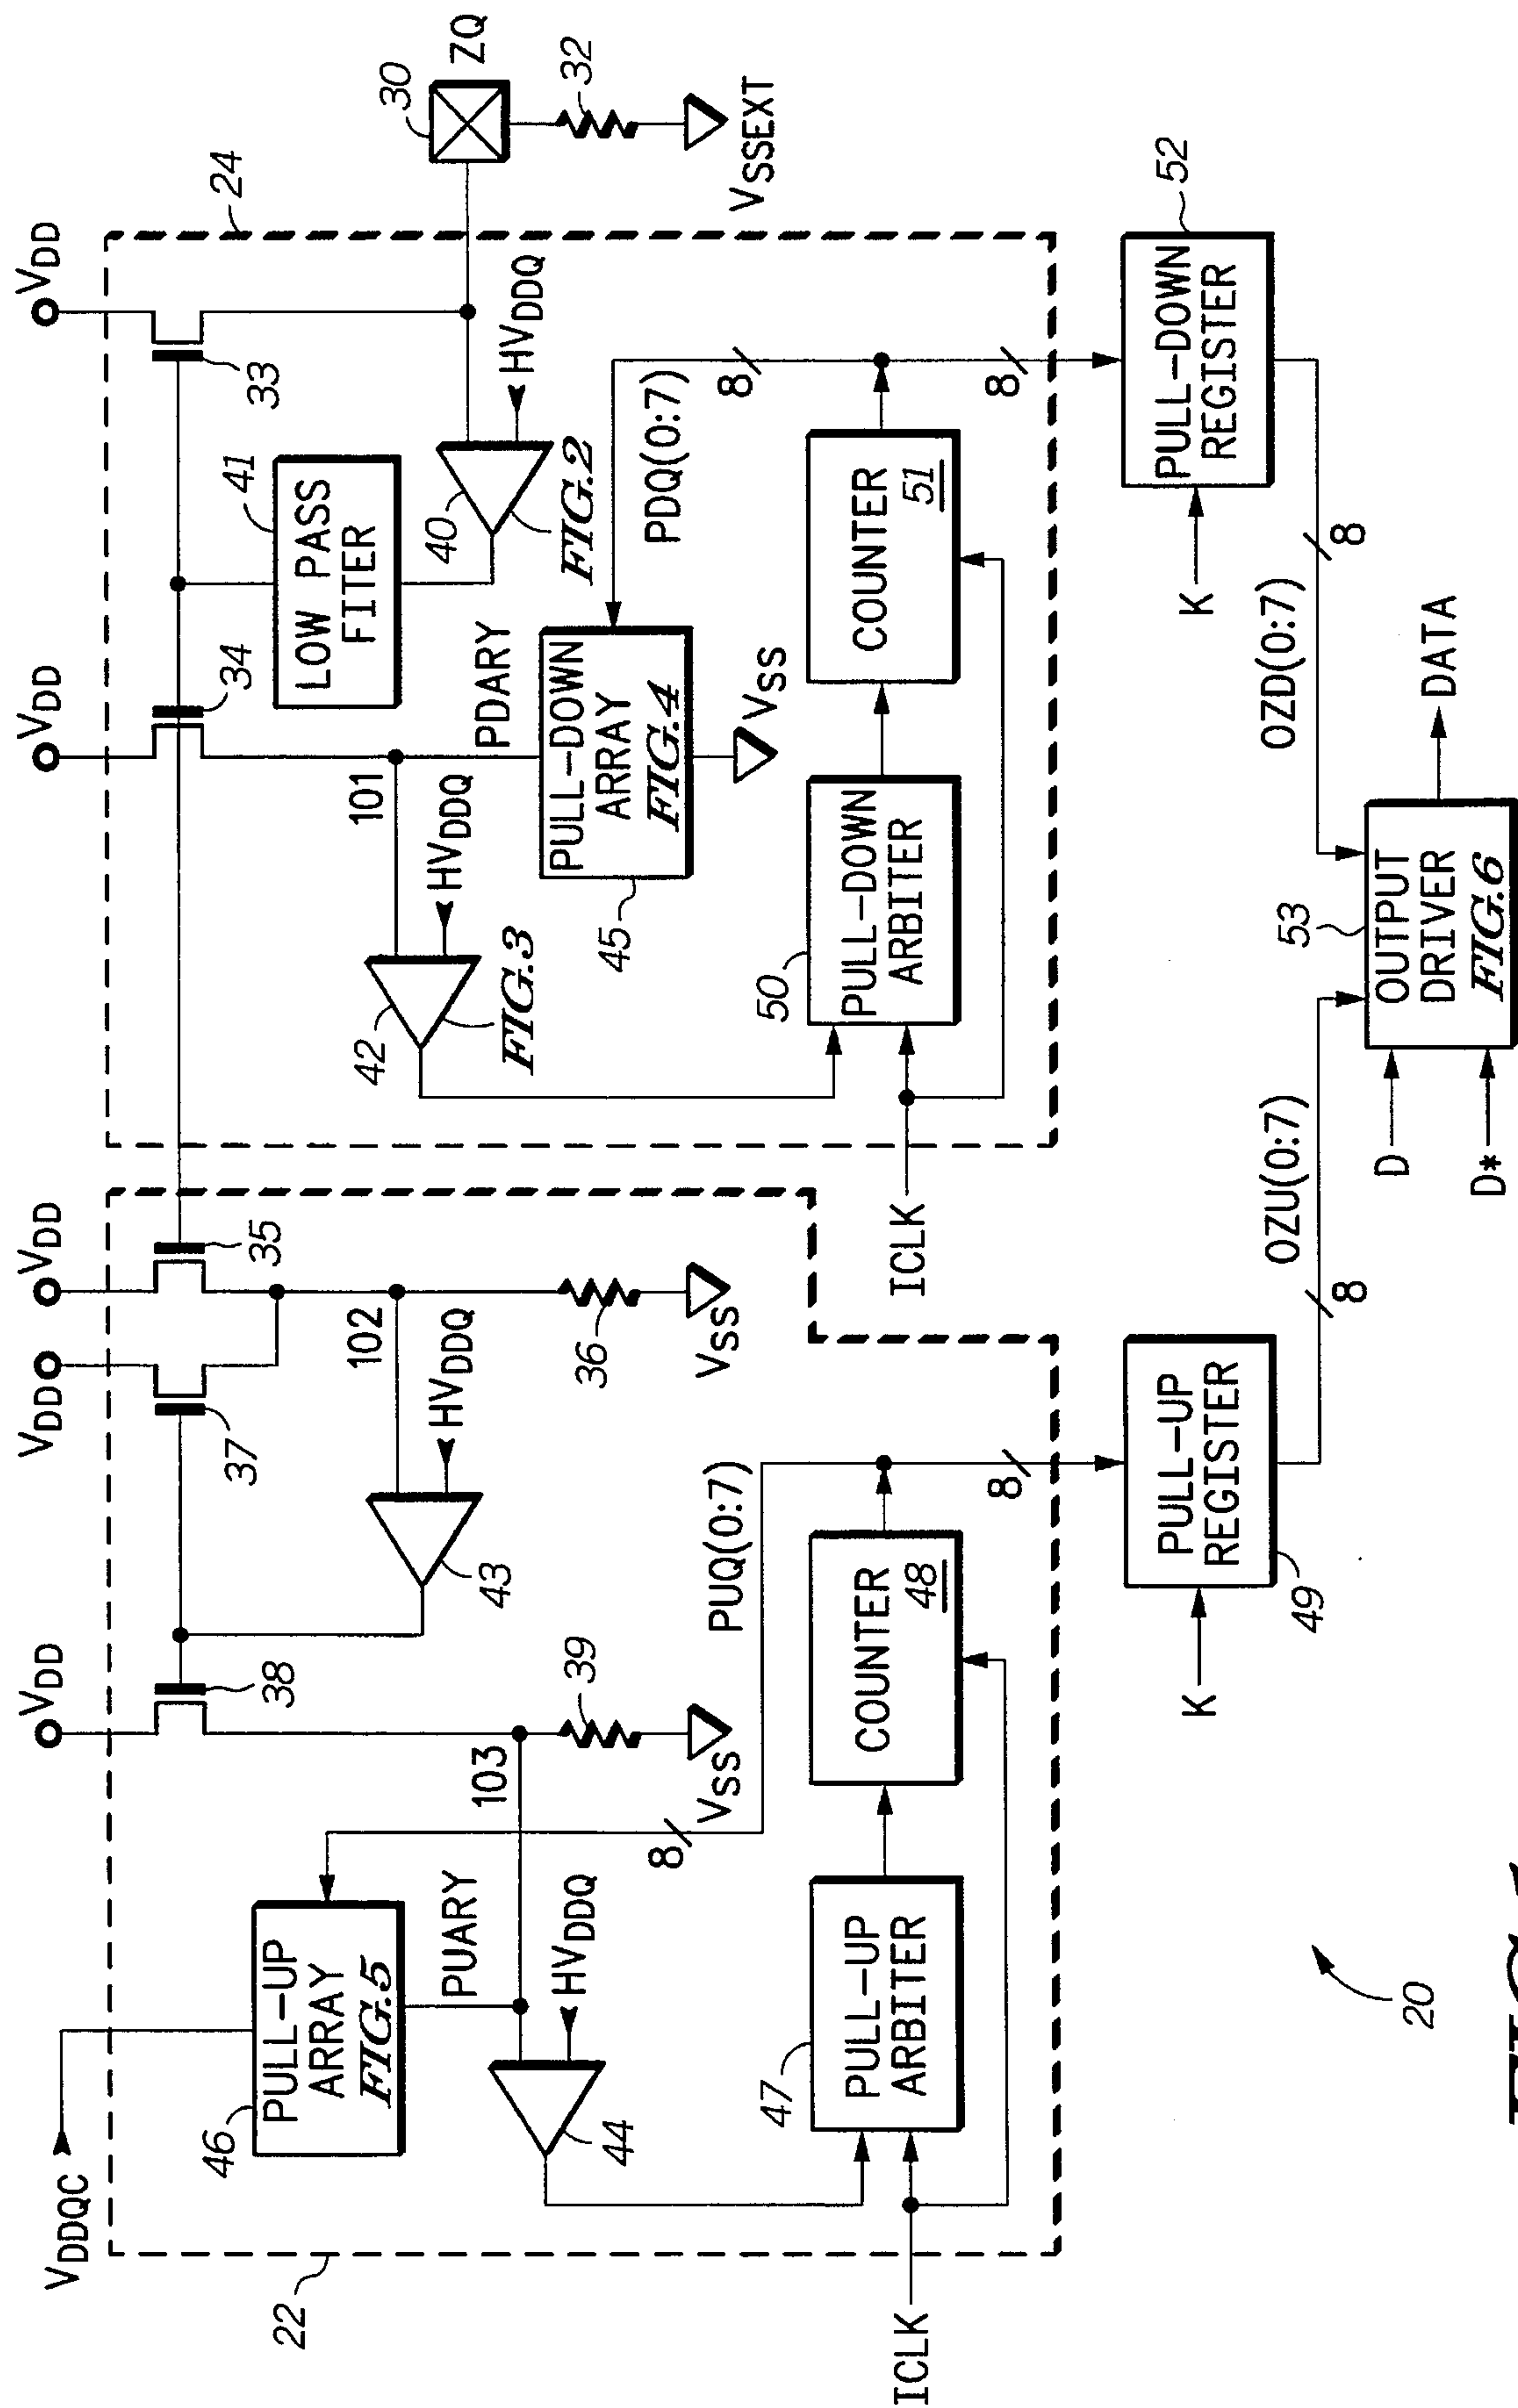 VDDQC
VDD
VDD
VDD
VDD
VDD
22
46
PULL-UP
ARRAY
FIG.5
38
37
35
34
33
24
30
ZQ
32
VSSEXT
LOW PASS
FITER
41
PUARY
103
39
VSS
HVDDQ
44
43
HVDDQ
102
36
VSS
101
HVDDQ
42
FIG.3
PDARY
PULL-DOWN
ARRAY
FIG.4
45
VSS
40
FIG.2
HVDDQ
PDQ(0:7)
8
8
PUQ(0:7)
8
8
47
PULL-UP
ARBITER
COUNTER
48
ICLK
50
PULL-DOWN
ARBITER
COUNTER
51
ICLK
K
PULL-UP
REGISTER
49
K
PULL-DOWN
REGISTER
52
OZU(0:7)
8
OZD(0:7)
8
D
D*
53
OUTPUT
DRIVER
FIG.6
DATA
20